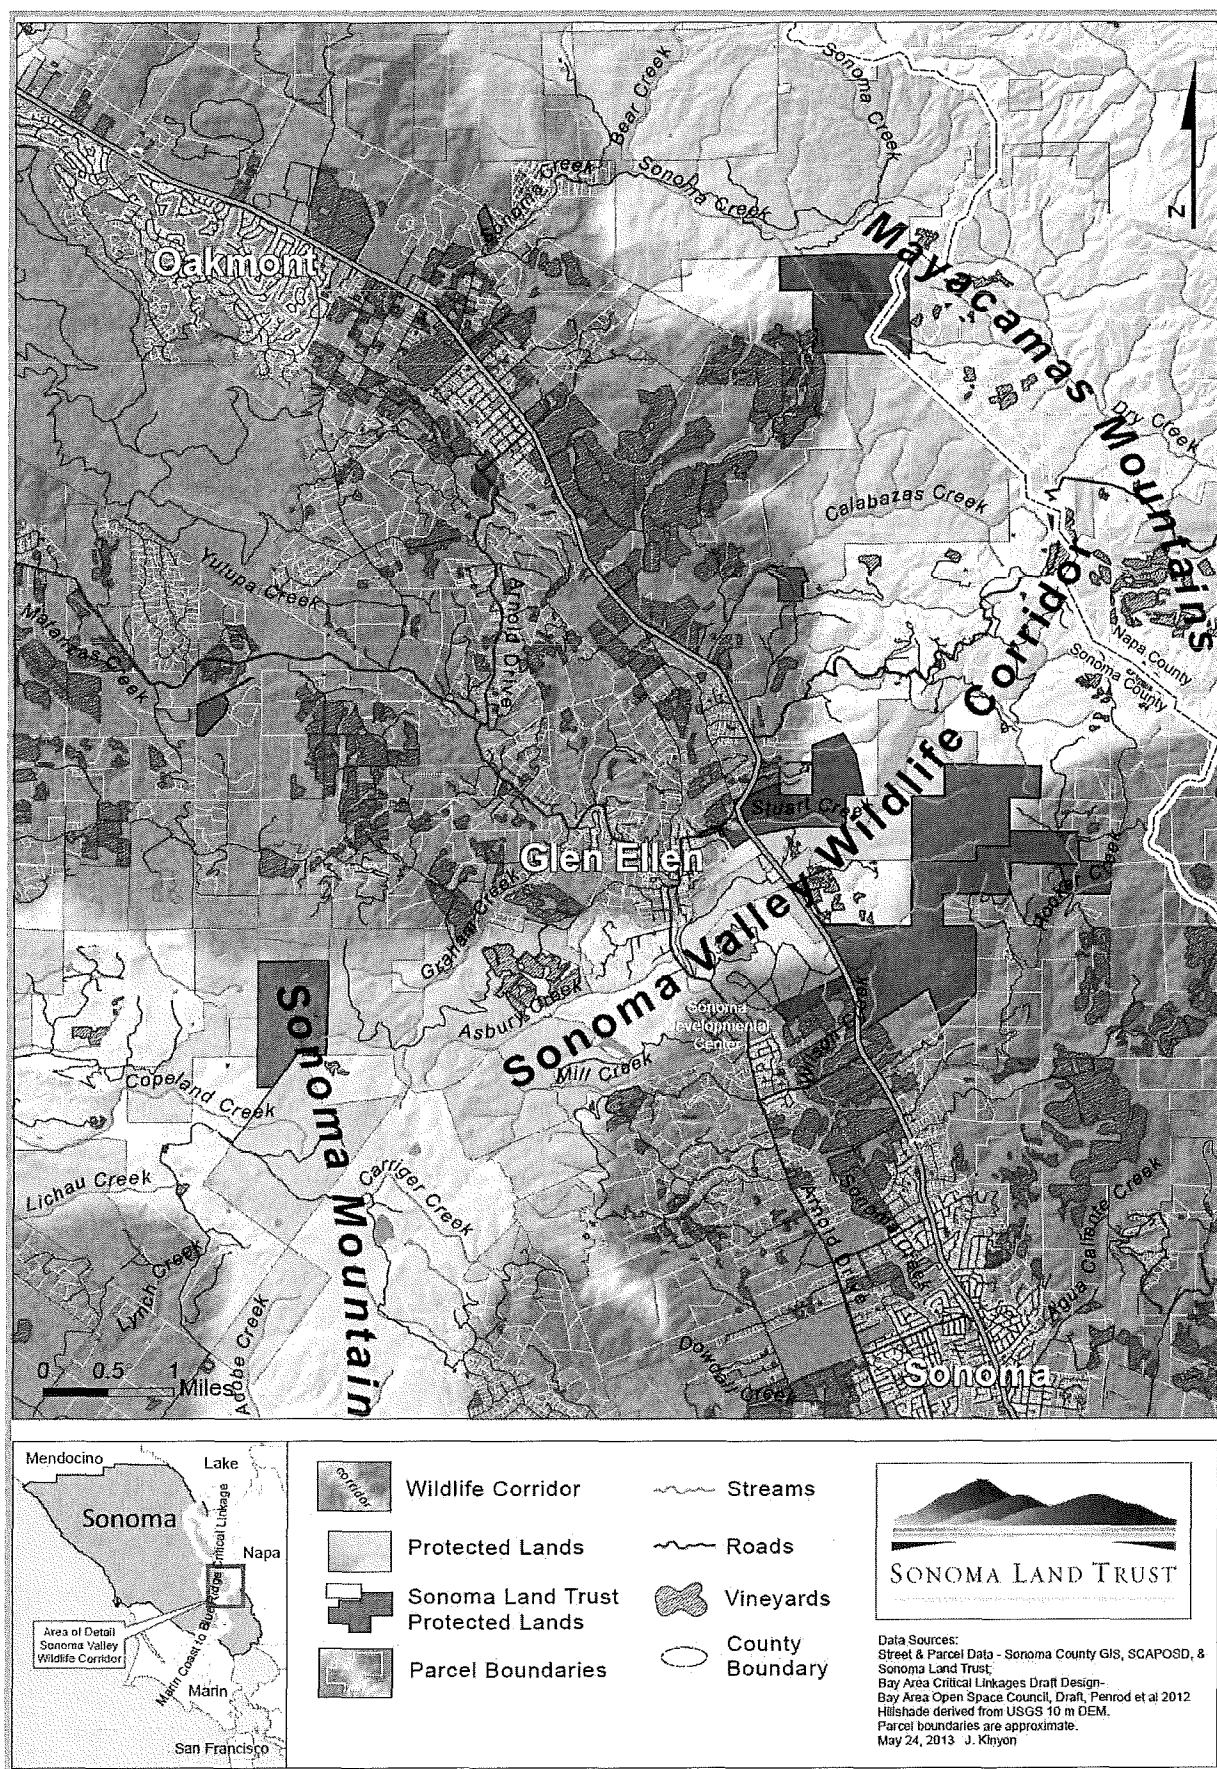 Sonoma Creek
Bear Creek
Sonoma Creek
Sonoma Creek
N
Oakmont
Mayacamas Mountains
Dry Creek
Calabazas Creek
Yulupa Creek
Arnold Drive
Matanzas Creek
Napa County
Sonoma County
Stuart Creek
Glen Ellen
Hooker Creek
Graham Creek
Sonoma Valley Wildlife Corridor
Asbury Creek
Sonoma
Developmental
Center
Wilson Creek
Mill Creek
Sonoma Mountain
Copeland Creek
Lichau Creek
Carriger Creek
Sonoma Creek
Arnold Drive
Agua Caliente Creek
Lynch Creek
Adobe Creek
Dowdall Creek
Sonoma
0 0.5 1
Miles
Mendocino
Lake
Sonoma
Napa
Marin Coast to Blue Ridge Critical Linkage
Area of Detail
Sonoma Valley
Wildlife Corridor
Marin
San Francisco
corridor
Wildlife Corridor
Protected Lands
Sonoma Land Trust
Protected Lands
Parcel Boundaries
Streams
Roads
Vineyards
County
Boundary
SONOMA LAND TRUST
Data Sources:
Street & Parcel Data - Sonoma County GIS, SCAPOSD, &
Sonoma Land Trust;
Bay Area Critical Linkages Draft Design-
Bay Area Open Space Council, Draft, Penrod et al 2012
Hillshade derived from USGS 10 m DEM.
Parcel boundaries are approximate.
May 24, 2013 J. Kinyon